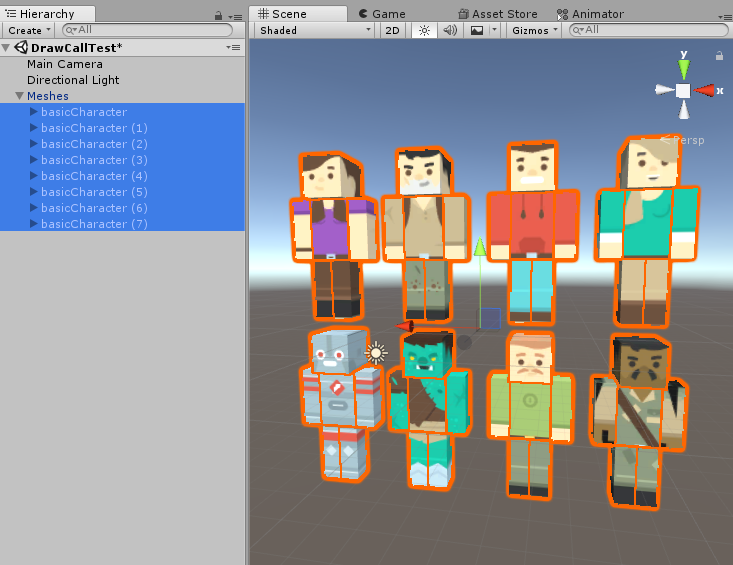 Hierarchy
Create
All
DrawCallTest*
Main Camera
Directional Light
Meshes
basicCharacter
basicCharacter (1)
basicCharacter (2)
basicCharacter (3)
basicCharacter (4)
basicCharacter (5)
basicCharacter (6)
basicCharacter (7)
Scene Game Asset Store Animator
Shaded 2D Gizmos All
y
x
Persp